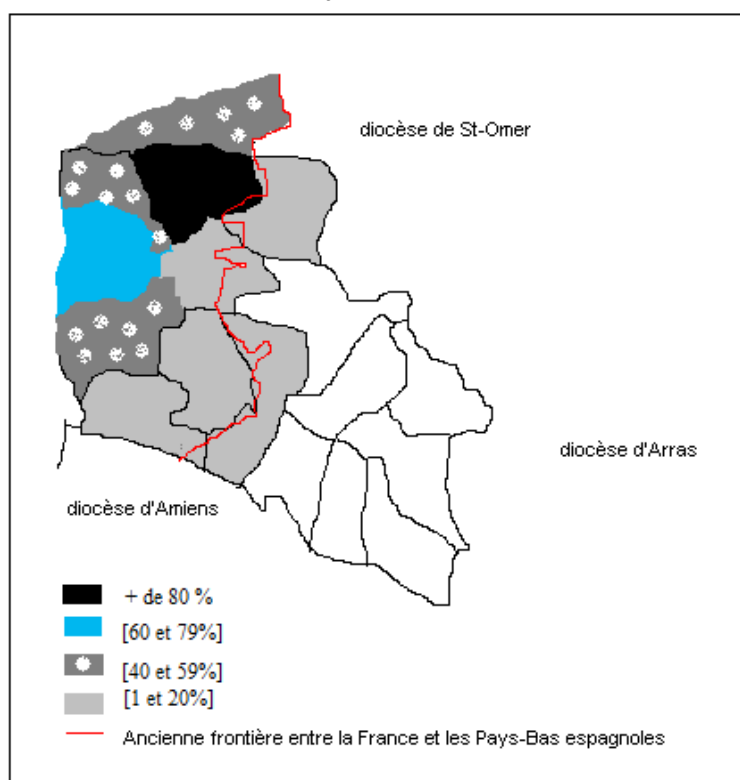 diocèse de St-Omer
diocèse d'Arras
diocèse d'Amiens
+ de 80 %
[60 et 79%]
[40 et 59%]
[1 et 20%]
Ancienne frontière entre la France et les Pays-Bas espagnoles